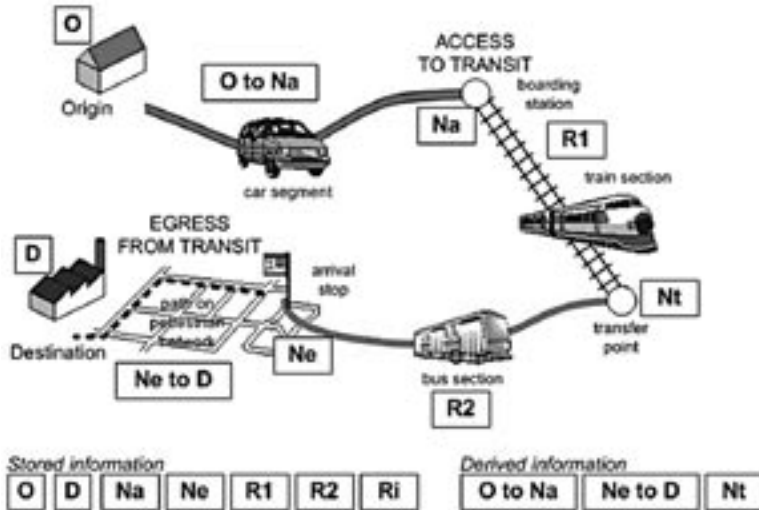 O
Origin
O to Na
car segment
ACCESS
TO TRANSIT
boarding
station
Na
R1
train section
EGRESS
FROM TRANSIT
D
arrival
stop
path on
pedestrian
network
Destination
Ne to D
Ne
bus section
R2
Nt
transfer
point
Stored information
O D Na Ne R1 R2 Ri
Derived information
O to Na Ne to D Nt